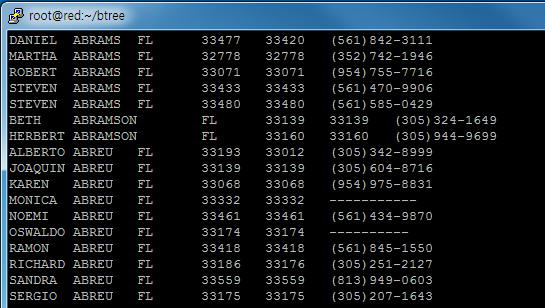 root@red:~/btree
DANIEL ABRAMS FL 33477 33420 (561)842-3111
MARTHA ABRAMS FL 32778 32778 (352)742-1946
ROBERT ABRAMS FL 33071 33071 (954)755-7716
STEVEN ABRAMS FL 33433 33433 (561)470-9906
STEVEN ABRAMS FL 33480 33480 (561)585-0429
BETH ABRAMSON FL 33139 33139 (305)324-1649
HERBERT ABRAMSON FL 33160 33160 (305)944-9699
ALBERTO ABREU FL 33193 33012 (305)342-8999
JOAQUIN ABREU FL 33139 33139 (305)604-8716
KAREN ABREU FL 33068 33068 (954)975-8831
MONICA ABREU FL 33332 33332 -----------
NOEMI ABREU FL 33461 33461 (561)434-9870
OSWALDO ABREU FL 33174 33174 ----------
RAMON ABREU FL 33418 33418 (561)845-1550
RICHARD ABREU FL 33186 33176 (305)251-2127
SANDRA ABREU FL 33559 33559 (813)949-0603
SERGIO ABREU FL 33175 33175 (305)207-1643